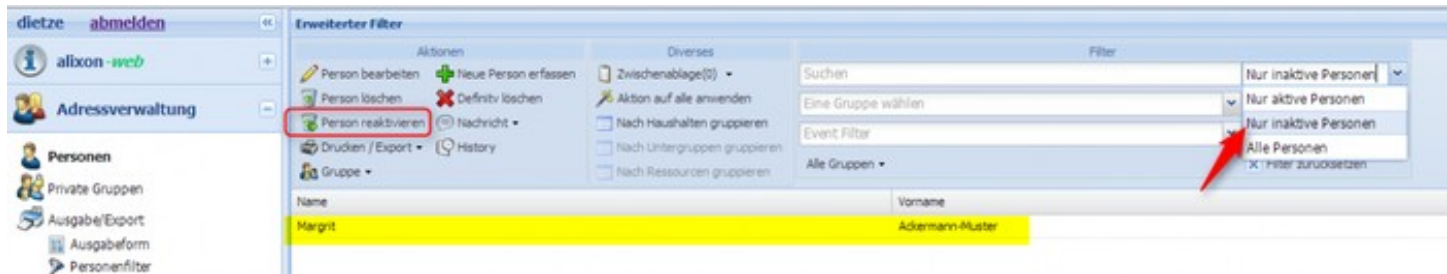 dietze abmelden
Erweiterter Filter
alixon-web
Adressverwaltung
Personen
Private Gruppen
Ausgabe/Export
Ausgabeform
Personenfilter
Aktionen
Person bearbeiten Neue Person erfassen
Person löschen Definitv löschen
Person reaktivieren Nachricht
Drucken / Export History
Gruppe
Diverses
Zwischenablage(0)
Aktion auf alle anwenden
Nach Haushalten gruppieren
Nach Untergruppen gruppieren
Nach Ressourcen gruppieren
Filter
Suchen
Nur inaktive Personen
Eine Gruppe wählen
Nur aktive Personen
Nur inaktive Personen
Event Filter
Alle Personen
Alle Gruppen
Filter zurücksetzen
Name Vorname
Margrit Ackermann-Muster